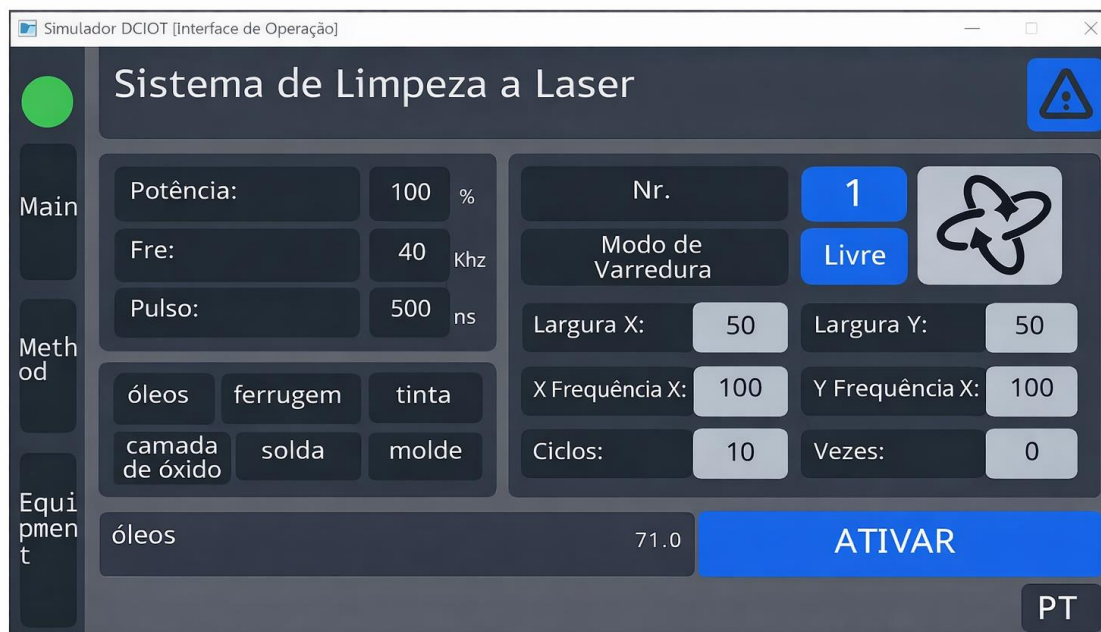 Simulador DCIOT [Interface de Operação]
Sistema de Limpeza a Laser
Main
Meth
od
Equi
pmen
t
Potência:
100 %
Fre:
40 Khz
Pulso:
500 ns
óleos ferrugem tinta
camada
de óxido
solda molde
Nr.
1
Modo de
Varredura
Livre
Largura X: 50 Largura Y: 50
X Frequência X: 100 Y Frequência X: 100
Ciclos: 10 Vezes: 0
óleos 71.0
ATIVAR
PT